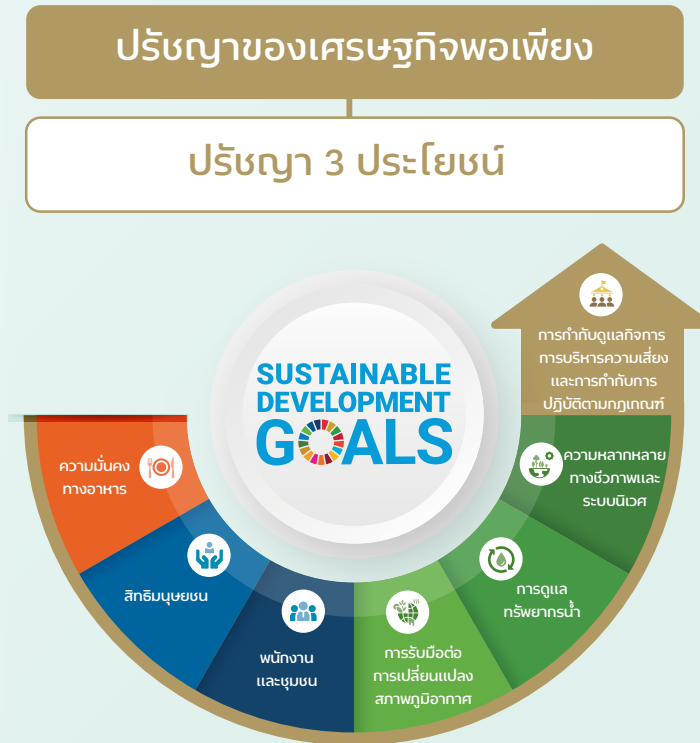 ปรัชญาของเศรษฐกิจพอเพียง
ปรัชญา 3 ประโยชน์
SUSTAINABLE
DEVELOPMENT
GOALS
การกำกับดูแลกิจการ
การบริหารความเสี่ยง
และการกำกับการ
ปฏิบัติตามกฎเกณฑ์
ความมั่นคง
ทางอาหาร
สิทธิมนุษยชน
พนักงาน
และชุมชน
การรับมือต่อ
การเปลี่ยนแปลง
สภาพภูมิอากาศ
การดูแล
ทรัพยากรน้ำ
ความหลากหลาย
ทางชีวภาพและ
ระบบนิเวศ